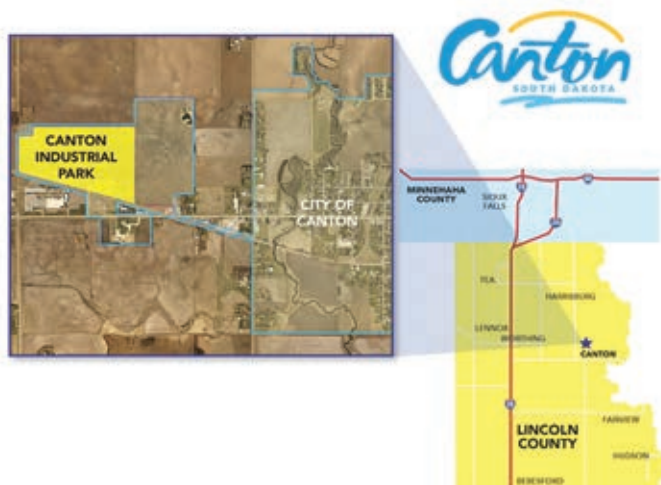 Canton
SOUTH DAKOTA
CANTON
INDUSTRIAL
PARK
CITY OF
CANTON
MINNEHAHA
COUNTY
SIOUX
FALLS
TEA
HARRISBURG
LENNOX
WORTHING
CANTON
LINCOLN
COUNTY
FAIRVIEW
HUDSON
BERESFORD